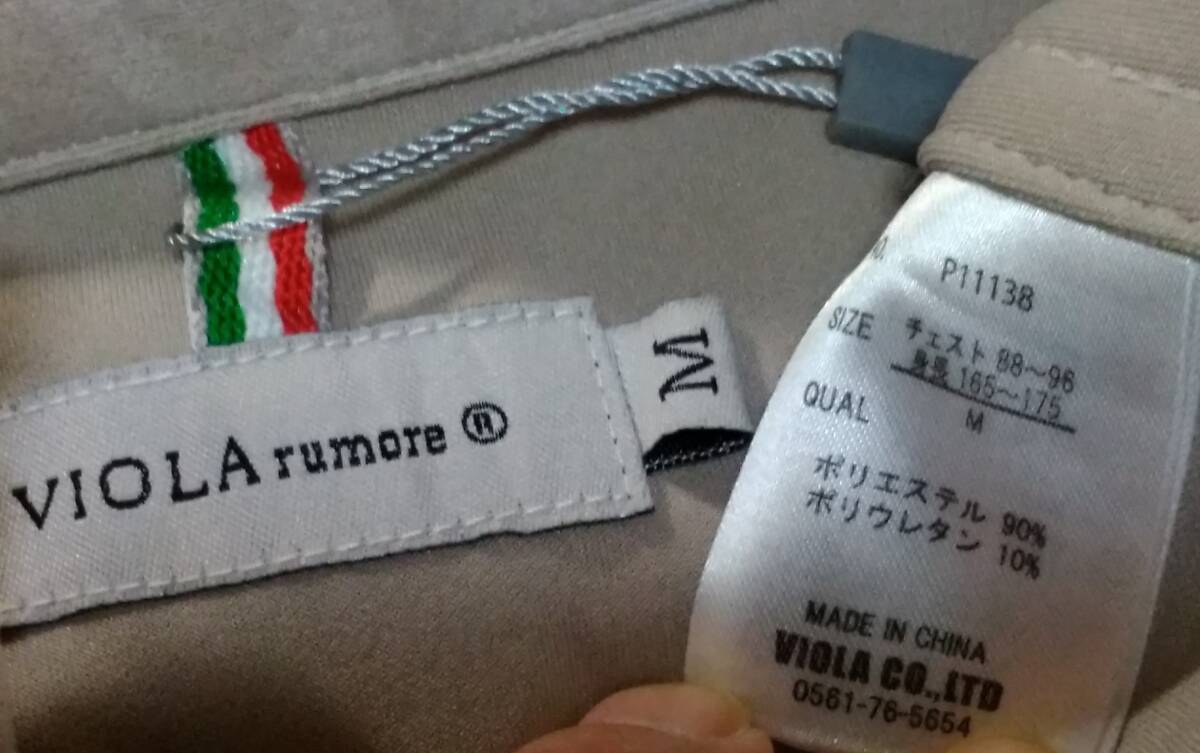 VIOLA rumore ®
M
o. P11138
SIZE チェスト 88～96
身長 165～175
M
QUAL
ポリエステル 90%
ポリウレタン 10%
MADE IN CHINA
VIOLA CO.,LTD
0561-76-5654